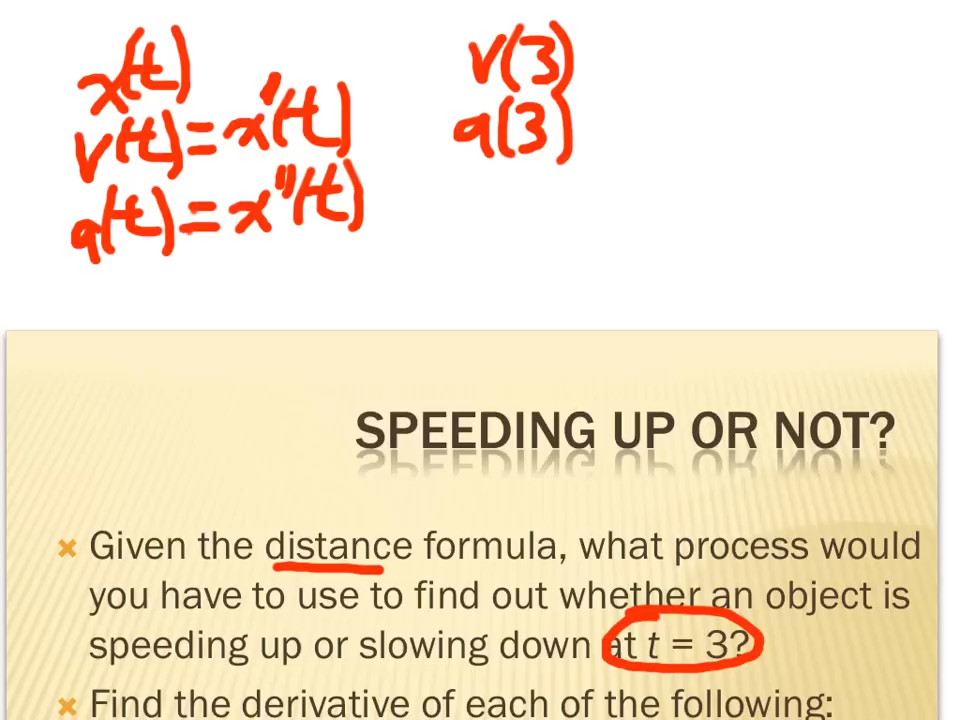 x(t)
v(t) = x'(t)
a(t) = x''(t)
v(3)
a(3)
SPEEDING UP OR NOT?
Given the distance formula, what process would
you have to use to find out whether an object is
speeding up or slowing down at t = 3?
Find the derivative of each of the following: